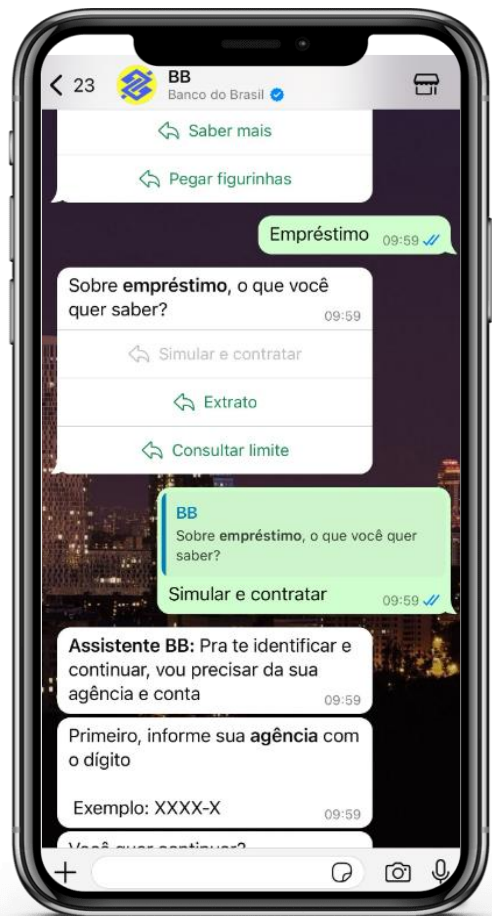 23
BB
Banco do Brasil
Saber mais
Pegar figurinhas
Empréstimo 09:59
Sobre empréstimo, o que você
quer saber?
09:59
Simular e contratar
Extrato
Consultar limite
BB
Sobre empréstimo, o que você quer
saber?
Simular e contratar 09:59
Assistente BB: Pra te identificar e
continuar, vou precisar da sua
agência e conta 09:59
Primeiro, informe sua agência com
o dígito
Exemplo: XXXX-X 09:59
Você quer continuar?